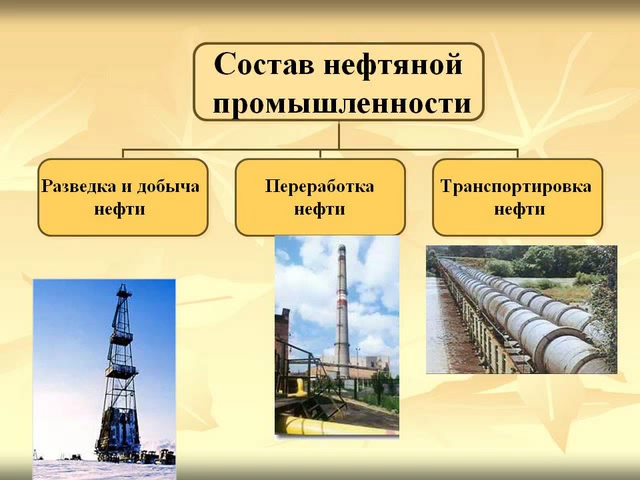 Состав нефтяной
промышленности
Разведка и добыча
нефти
Переработка
нефти
Транспортировка
нефти